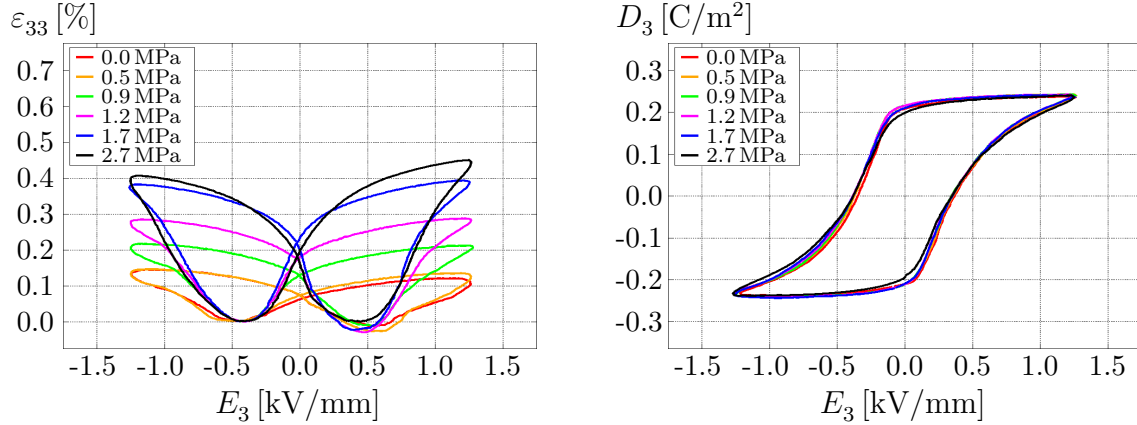 ε₃₃ [%]
0.7
0.6
0.5
0.4
0.3
0.2
0.1
0.0
0.0 MPa
0.5 MPa
0.9 MPa
1.2 MPa
1.7 MPa
2.7 MPa
-1.5 -1.0 -0.5 0.0 0.5 1.0 1.5
E₃ [kV/mm]
D₃ [C/m²]
0.3
0.2
0.1
0.0
-0.1
-0.2
-0.3
0.0 MPa
0.5 MPa
0.9 MPa
1.2 MPa
1.7 MPa
2.7 MPa
-1.5 -1.0 -0.5 0.0 0.5 1.0 1.5
E₃ [kV/mm]